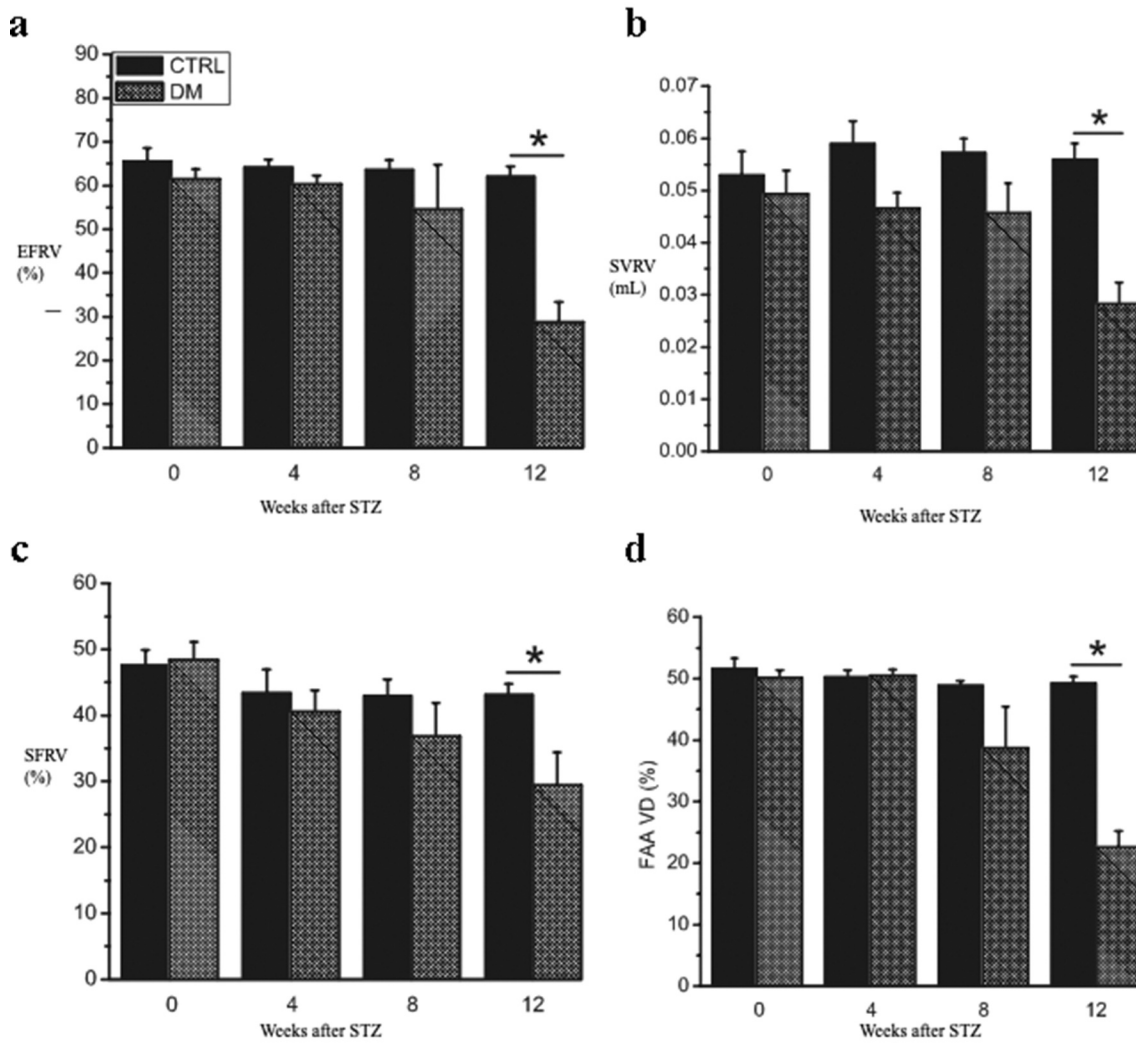 a
90
80
70
60
50
40
30
20
10
0
CTRL
DM
*
EFRV
(%)
—
0 4 8 12
Weeks after STZ
b
0.07
0.06
0.05
0.04
0.03
0.02
0.01
0.00
*
SVRV
(mL)
0 4 8 12
Weeks after STZ
c
60
50
40
30
20
10
0
*
SFRV
(%)
0 4 8 12
Weeks after STZ
d
60
50
40
30
20
10
0
*
FAA VD (%)
0 4 8 12
Weeks after STZ